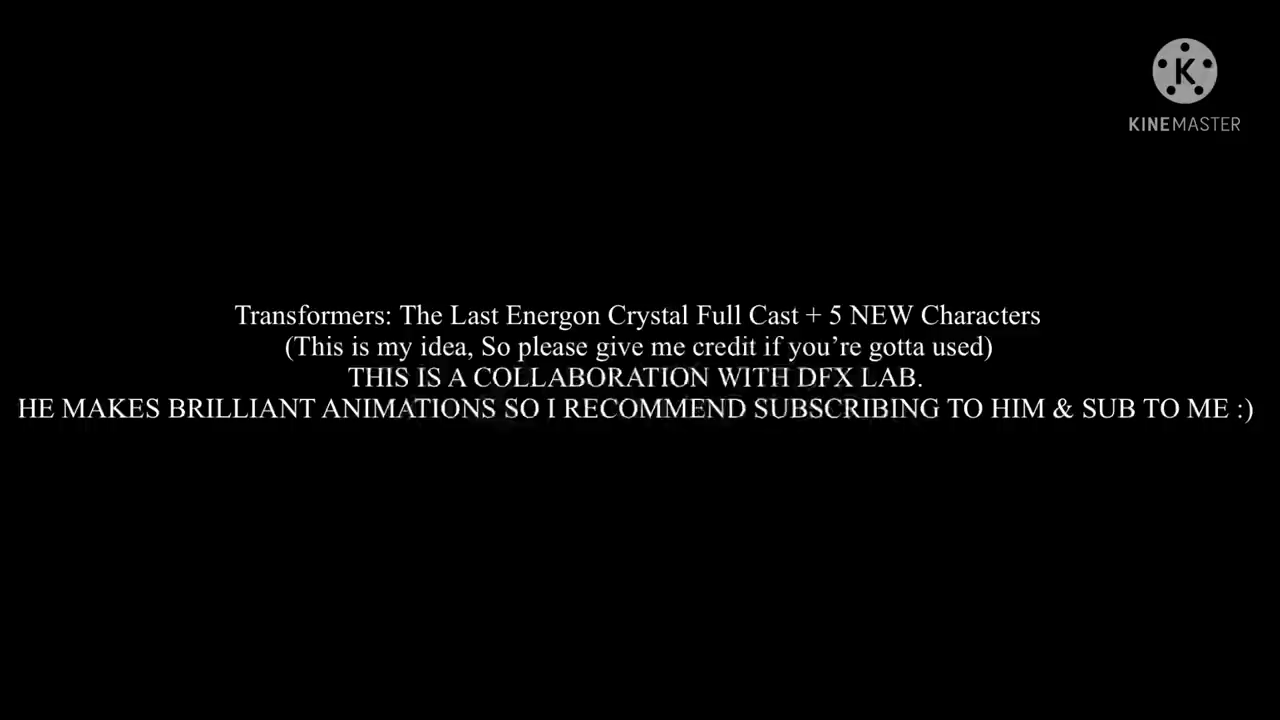 K
KINEMASTER
Transformers: The Last Energon Crystal Full Cast + 5 NEW Characters
(This is my idea, So please give me credit if you’re gotta used)
THIS IS A COLLABORATION WITH DFX LAB.
HE MAKES BRILLIANT ANIMATIONS SO I RECOMMEND SUBSCRIBING TO HIM & SUB TO ME :)